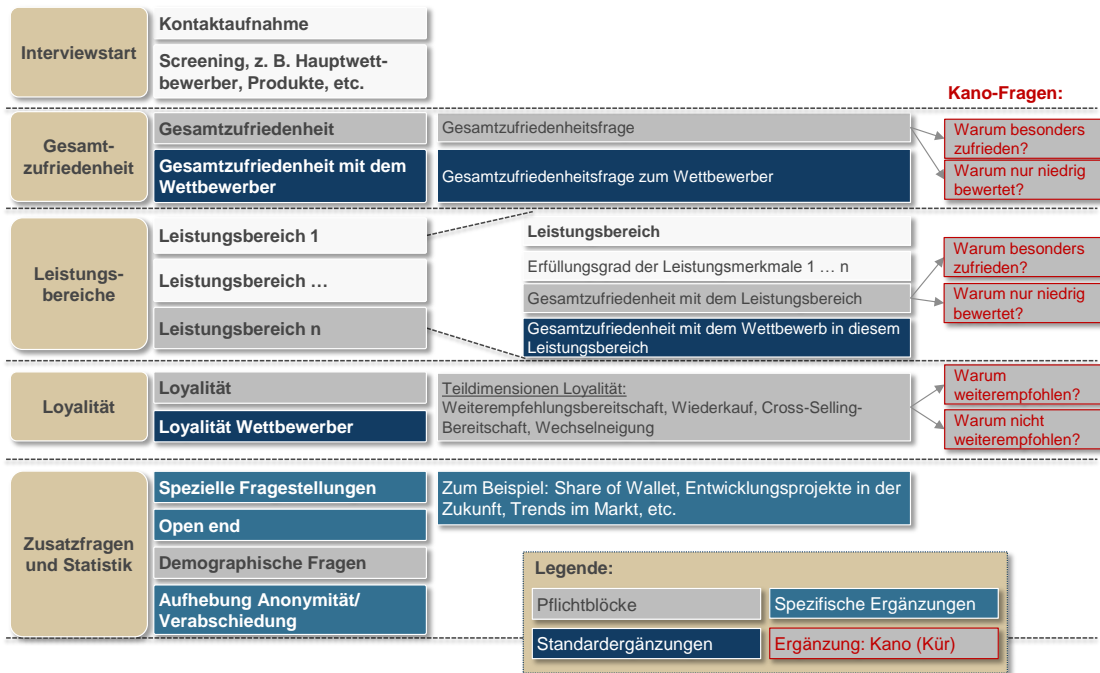 Interviewstart
Kontaktaufnahme
Screening, z. B. Hauptwett-
bewerber, Produkte, etc.
Kano-Fragen:
Gesamt-
zufriedenheit
Gesamtzufriedenheit
Gesamtzufriedenheitsfrage
Warum besonders
zufrieden?
Gesamtzufriedenheit mit dem
Wettbewerber
Gesamtzufriedenheitsfrage zum Wettbewerber
Warum nur niedrig
bewertet?
Leistungs-
bereiche
Leistungsbereich 1
Leistungsbereich …
Leistungsbereich n
Leistungsbereich
Erfüllungsgrad der Leistungsmerkmale 1 … n
Gesamtzufriedenheit mit dem Leistungsbereich
Gesamtzufriedenheit mit dem Wettbewerb in diesem
Leistungsbereich
Warum besonders
zufrieden?
Warum nur niedrig
bewertet?
Loyalität
Loyalität
Loyalität Wettbewerber
Teildimensionen Loyalität:
Weiterempfehlungsbereitschaft, Wiederkauf, Cross-Selling-
Bereitschaft, Wechselneigung
Warum
weiterempfohlen?
Warum nicht
weiterempfohlen?
Zusatzfragen
und Statistik
Spezielle Fragestellungen
Open end
Demographische Fragen
Aufhebung Anonymität/
Verabschiedung
Zum Beispiel: Share of Wallet, Entwicklungsprojekte in der
Zukunft, Trends im Markt, etc.
Legende:
Pflichtblöcke
Spezifische Ergänzungen
Standardergänzungen
Ergänzung: Kano (Kür)